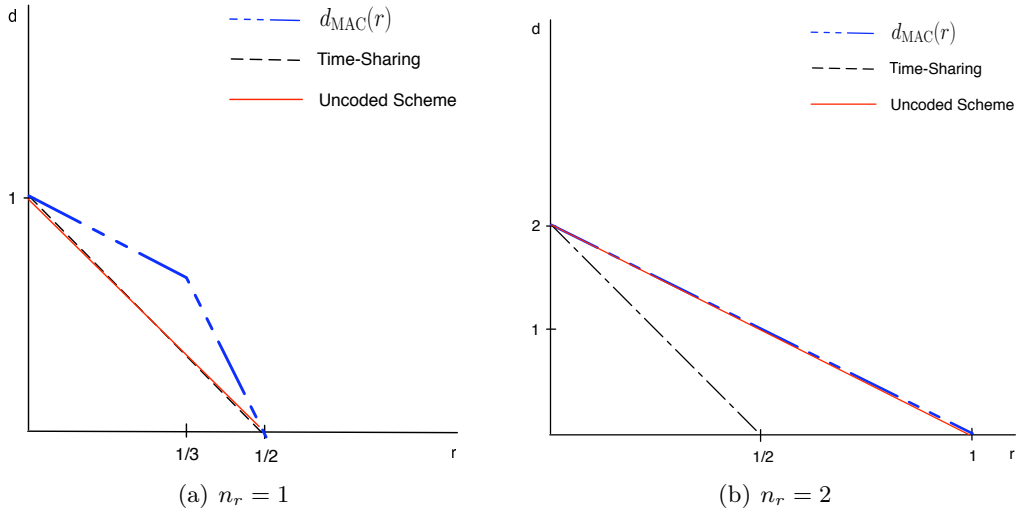 d
d_MAC(r)
Time-Sharing
Uncoded Scheme
1
1/3
1/2
r
(a) n_r = 1
d
d_MAC(r)
Time-Sharing
Uncoded Scheme
2
1
1/2
1
r
(b) n_r = 2